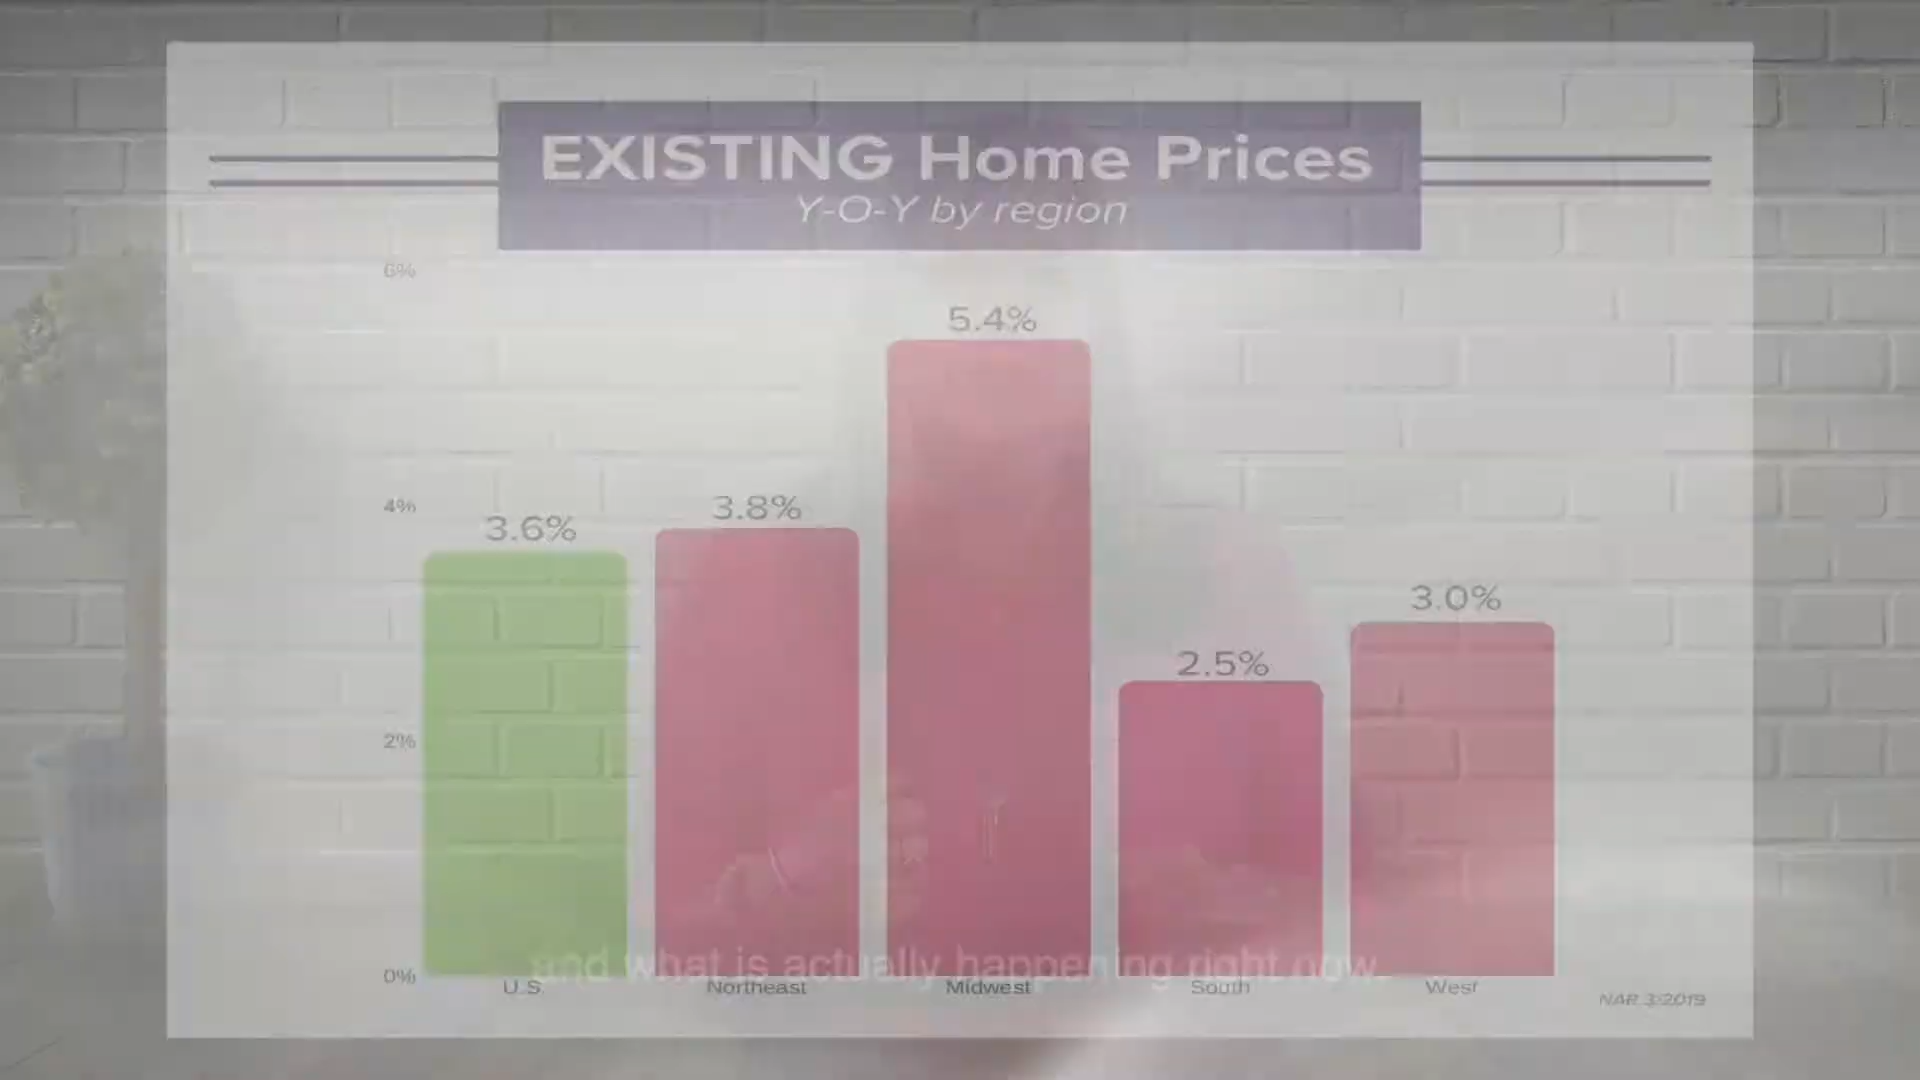 EXISTING Home Prices
Y-O-Y by region
6%
5.4%
4%
3.8%
3.6%
3.0%
2.5%
2%
0%
and what is actually happening right now.
U.S.
Northeast
Midwest
South
West
NAR 3-2019